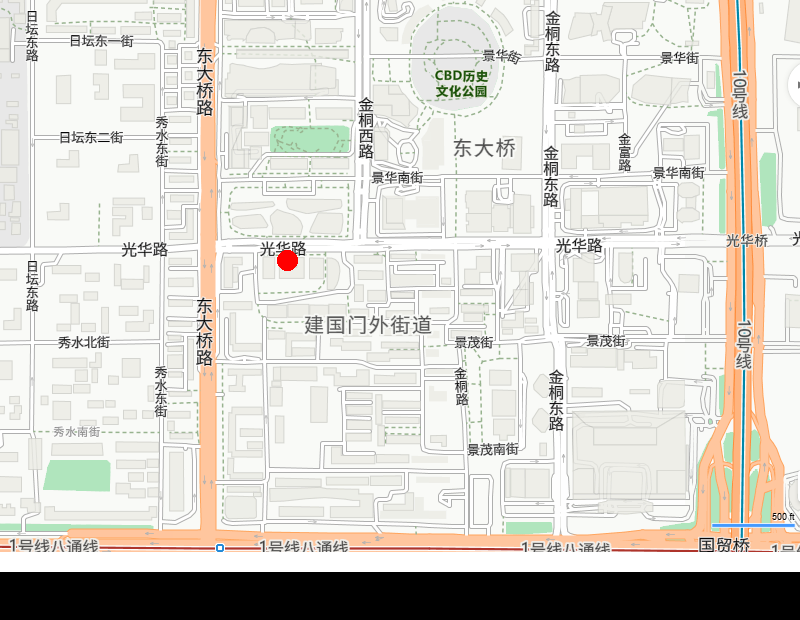 日坛东路
日坛东一街
东大桥路
金桐东路
景华街
景华街
CBD历史
文化公园
10号线
金桐西路
秀水东街
日坛东二街
东大桥
金富路
景华南街
景华南街
金桐东路
光华路
光华路
光华路
光华桥
日坛东路
东大桥路
建国门外街道
10号线
秀水北街
景茂街
景茂街
秀水东街
金桐路
金桐东路
秀水南街
景茂南街
500 ft
1号线八通线
1号线八通线
1号线八通线
国贸桥